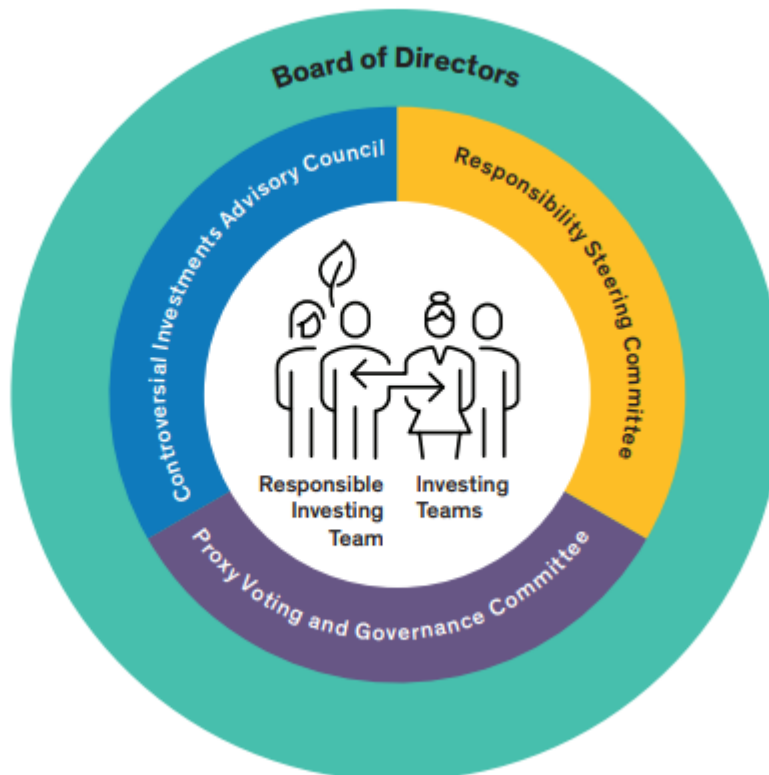 Board of Directors
Controversial Investments Advisory Council
Responsibility Steering Committee
Responsible
Investing
Team
Investing
Teams
Proxy Voting and Governance Committee